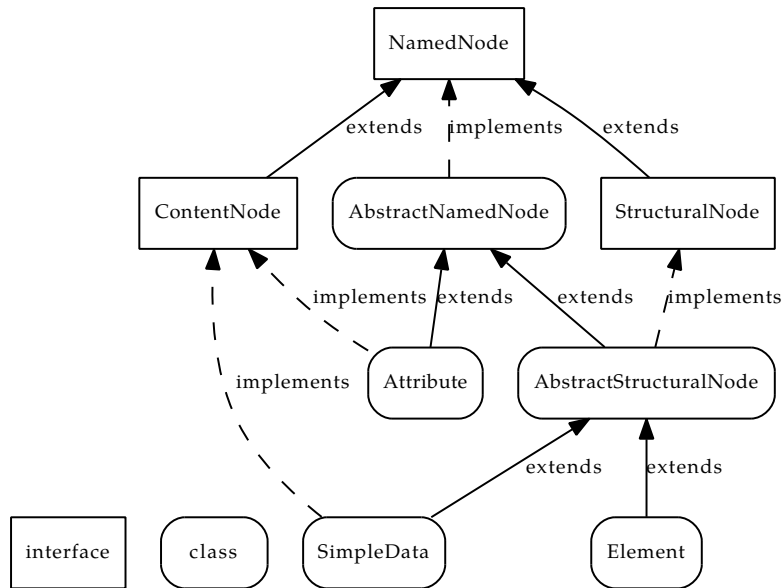 NamedNode
extends
implements
extends
ContentNode
AbstractNamedNode
StructuralNode
implements
extends
extends
implements
implements
Attribute
AbstractStructuralNode
extends
extends
interface
class
SimpleData
Element